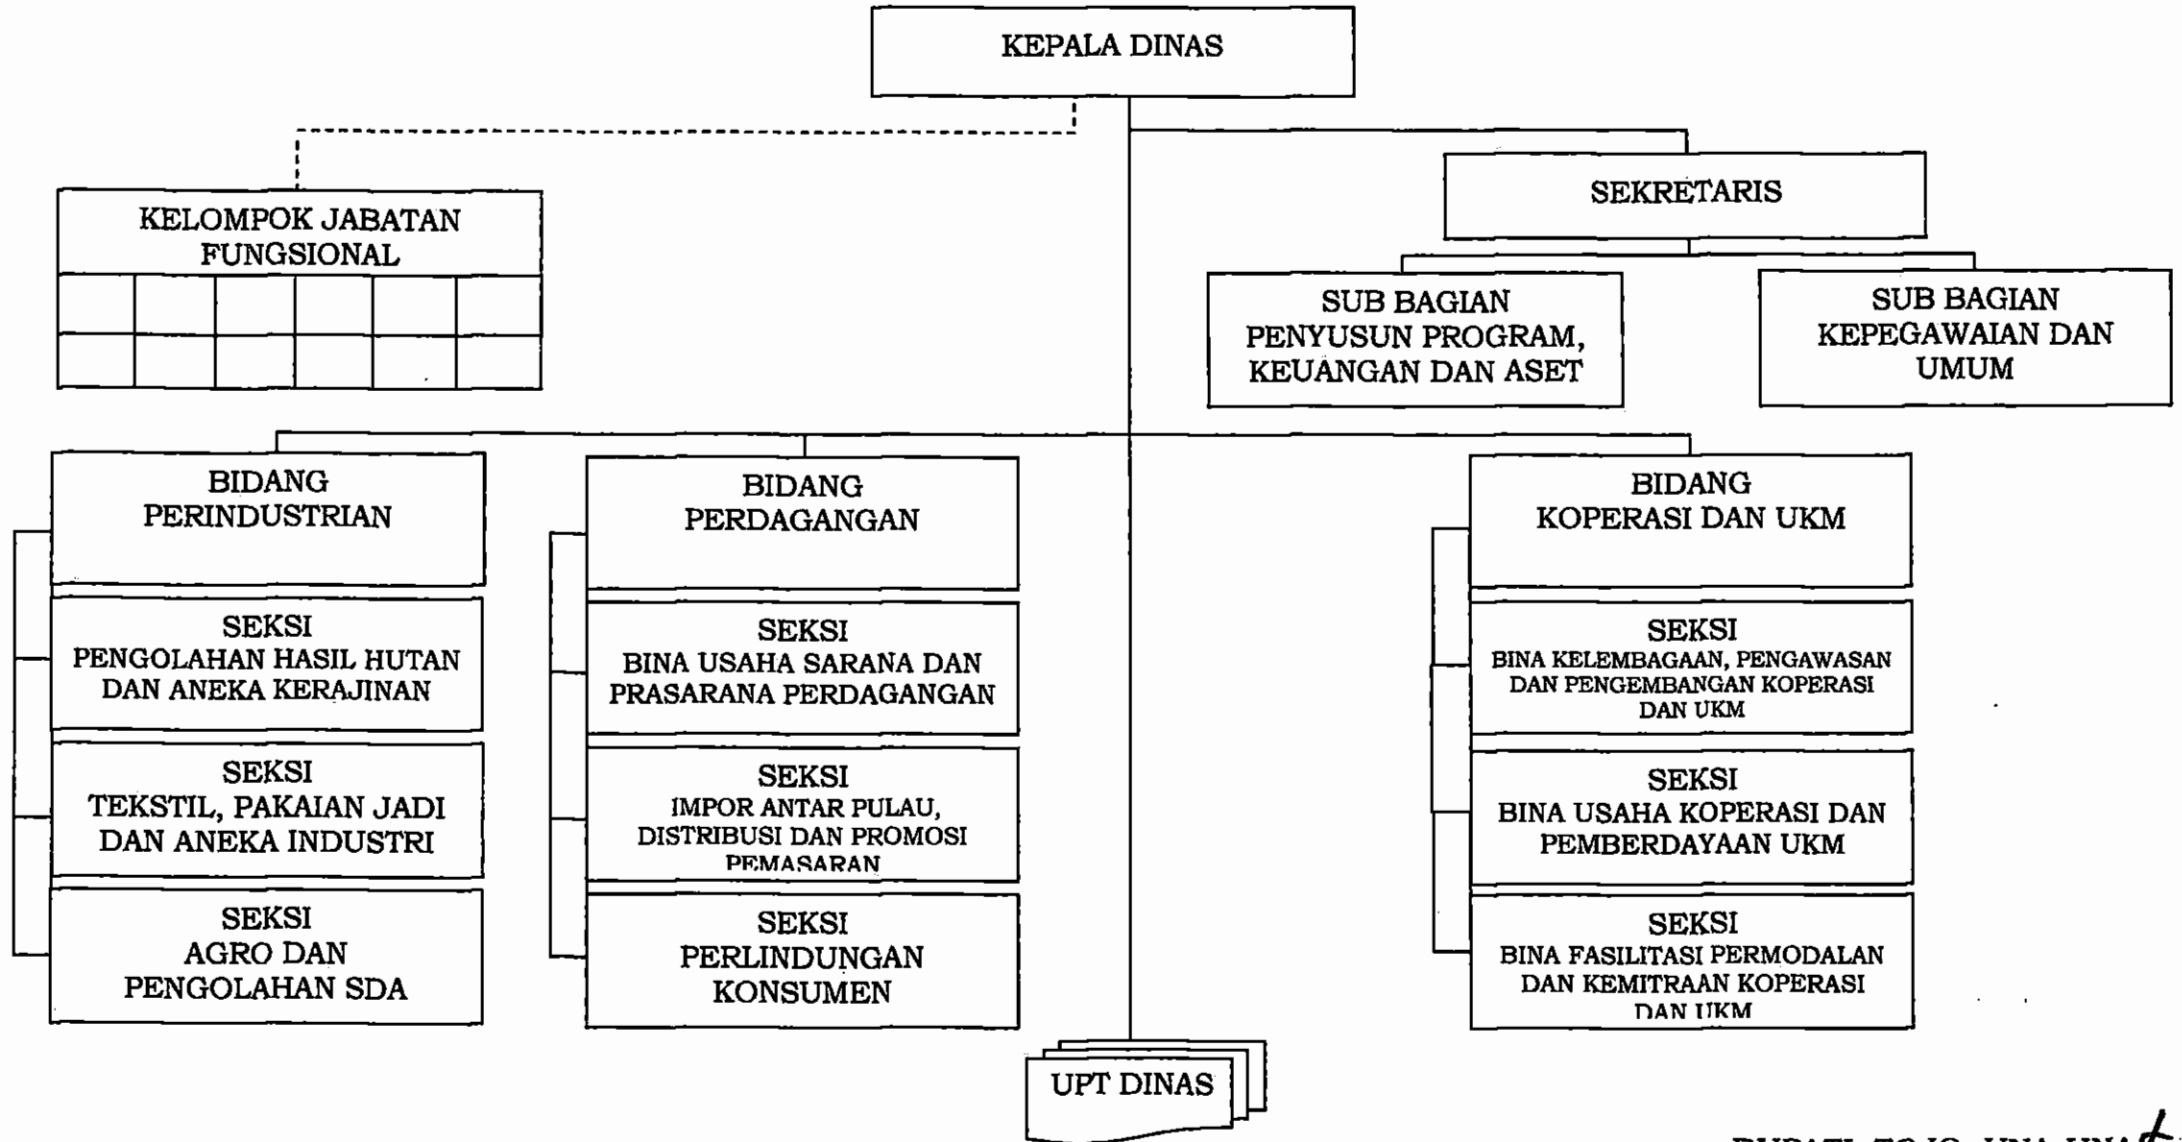 KEPALA DINAS
SEKRETARIS
KELOMPOK JABATAN
FUNGSIONAL
SUB BAGIAN
PENYUSUN PROGRAM,
KEUANGAN DAN ASET
SUB BAGIAN
KEPEGAWAIAN DAN
UMUM
BIDANG
PERINDUSTRIAN
SEKSI
PENGOLAHAN HASIL HUTAN
DAN ANEKA KERAJINAN
SEKSI
TEKSTIL, PAKAIAN JADI
DAN ANEKA INDUSTRI
SEKSI
AGRO DAN
PENGOLAHAN SDA
BIDANG
PERDAGANGAN
SEKSI
BINA USAHA SARANA DAN
PRASARANA PERDAGANGAN
SEKSI
IMPOR ANTAR PULAU,
DISTRIBUSI DAN PROMOSI
PEMASARAN
SEKSI
PERLINDUNGAN
KONSUMEN
BIDANG
KOPERASI DAN UKM
SEKSI
BINA KELEMBAGAAN, PENGAWASAN
DAN PENGEMBANGAN KOPERASI
DAN UKM
SEKSI
BINA USAHA KOPERASI DAN
PEMBERDAYAAN UKM
SEKSI
BINA FASILITASI PERMODALAN
DAN KEMITRAAN KOPERASI
DAN UKM
UPT DINAS